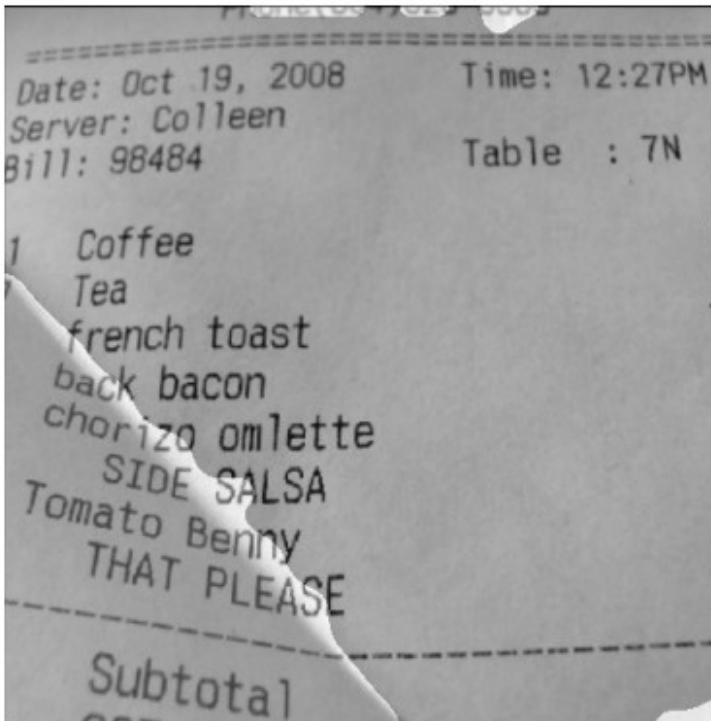 Date: Oct 19, 2008 Time: 12:27PM
Server: Colleen
Bill: 98484 Table : 7N
1 Coffee
Tea
french toast
back bacon
chorizo omlette
SIDE SALSA
Tomato Benny
THAT PLEASE
Subtotal